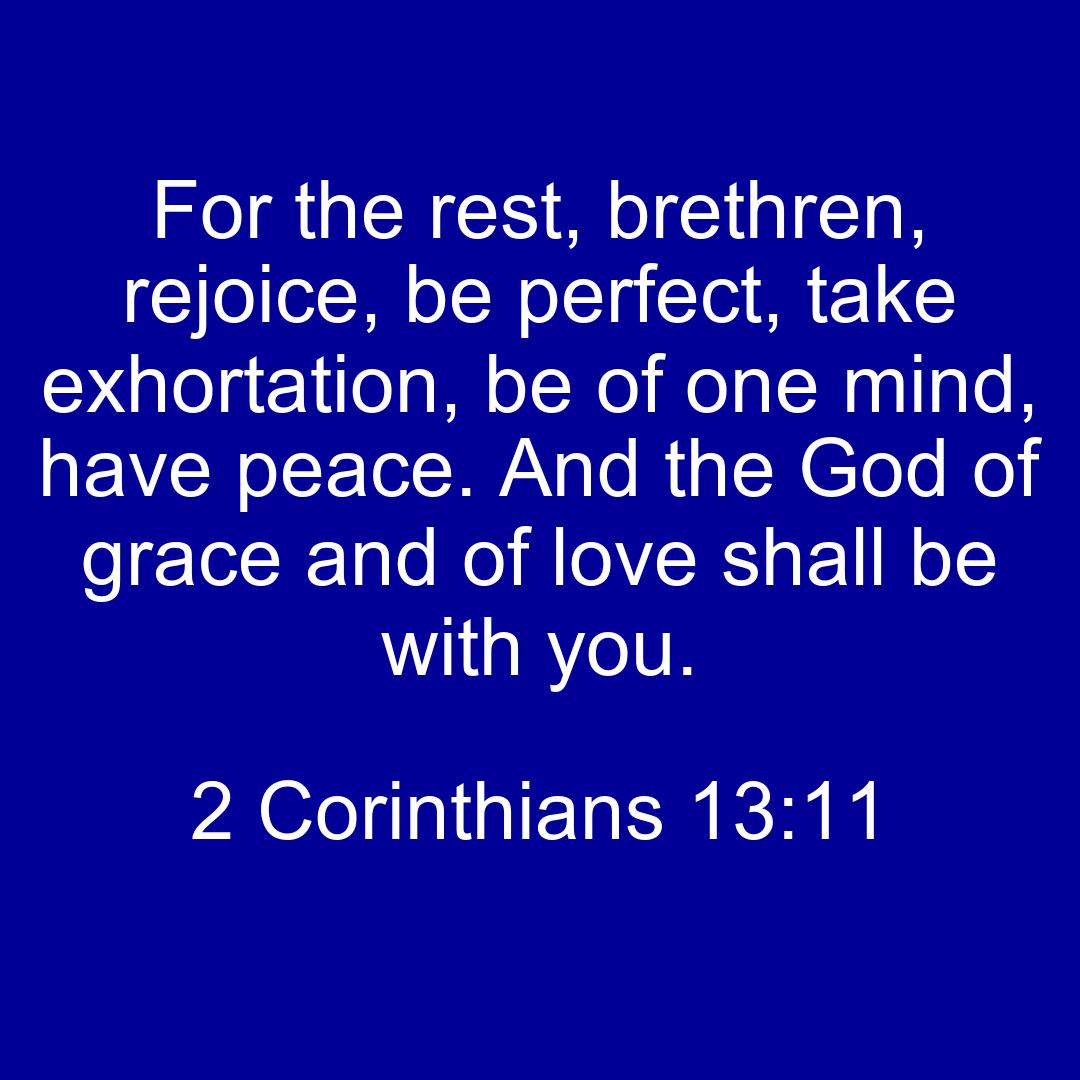 For the rest, brethren,
rejoice, be perfect, take
exhortation, be of one mind,
have peace. And the God of
grace and of love shall be
with you.
2 Corinthians 13:11